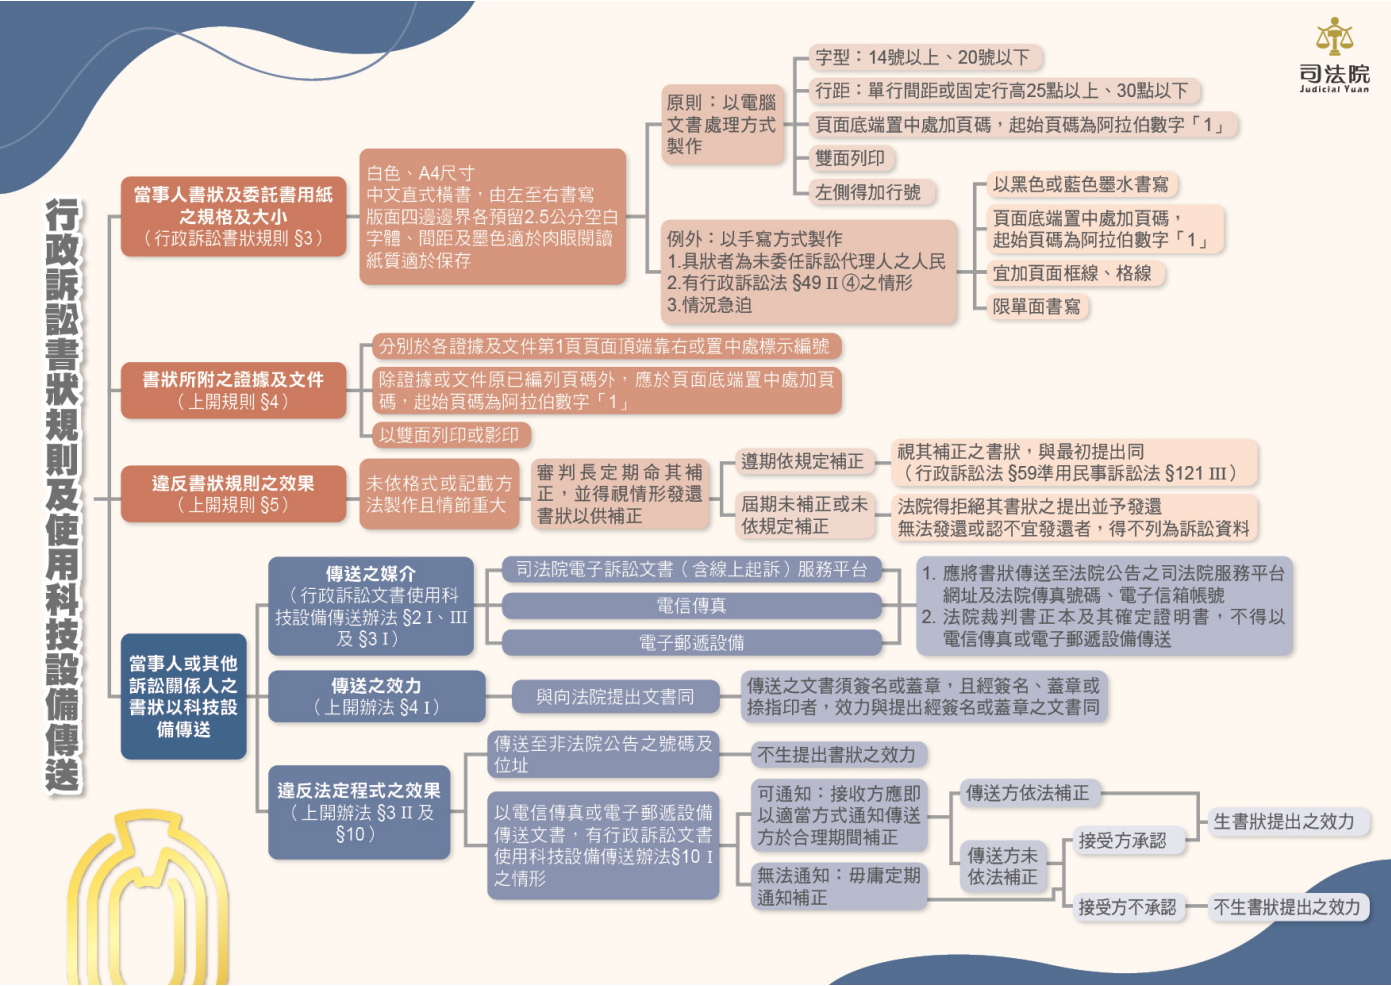 司法院
Judicial Yuan
行政訴訟書狀規則及使用科技設備傳送
當事人書狀及委託書用紙
之規格及大小
（行政訴訟書狀規則 §3）
白色、A4尺寸
中文直式橫書，由左至右書寫
版面四邊邊界各預留2.5公分空白
字體、間距及墨色適於肉眼閱讀
紙質適於保存
原則：以電腦
文書處理方式
製作
字型：14號以上、20號以下
行距：單行間距或固定行高25點以上、30點以下
頁面底端置中處加頁碼，起始頁碼為阿拉伯數字「1」
雙面列印
左側得加行號
例外：以手寫方式製作
1.具狀者為未委任訴訟代理人之人民
2.有行政訴訟法 §49 II ④之情形
3.情況急迫
以黑色或藍色墨水書寫
頁面底端置中處加頁碼，
起始頁碼為阿拉伯數字「1」
宜加頁面框線、格線
限單面書寫
書狀所附之證據及文件
（上開規則 §4）
分別於各證據及文件第1頁頁面頂端靠右或置中處標示編號
除證據或文件原已編列頁碼外，應於頁面底端置中處加頁
碼，起始頁碼為阿拉伯數字「1」
以雙面列印或影印
違反書狀規則之效果
（上開規則 §5）
未依格式或記載方
法製作且情節重大
審判長定期命其補
正，並得視情形發還
書狀以供補正
遵期依規定補正
視其補正之書狀，與最初提出同
（行政訴訟法 §59準用民事訴訟法 §121 III）
屆期未補正或未
依規定補正
法院得拒絕其書狀之提出並予發還
無法發還或認不宜發還者，得不列為訴訟資料
當事人或其他
訴訟關係人之
書狀以科技設
備傳送
傳送之媒介
（行政訴訟文書使用科
技設備傳送辦法 §2 I、III
及 §3 I）
司法院電子訴訟文書（含線上起訴）服務平台
電信傳真
電子郵遞設備
1. 應將書狀傳送至法院公告之司法院服務平台
網址及法院傳真號碼、電子信箱帳號
2. 法院裁判書正本及其確定證明書，不得以
電信傳真或電子郵遞設備傳送
傳送之效力
（上開辦法 §4 I）
與向法院提出文書同
傳送之文書須簽名或蓋章，且經簽名、蓋章或
捺指印者，效力與提出經簽名或蓋章之文書同
違反法定程式之效果
（上開辦法 §3 II 及
§10）
傳送至非法院公告之號碼及
位址
不生提出書狀之效力
以電信傳真或電子郵遞設備
傳送文書，有行政訴訟文書
使用科技設備傳送辦法§10 I
之情形
可通知：接收方應即
以適當方式通知傳送
方於合理期間補正
無法通知：毋庸定期
通知補正
傳送方依法補正
傳送方未
依法補正
接受方承認
接受方不承認
生書狀提出之效力
不生書狀提出之效力